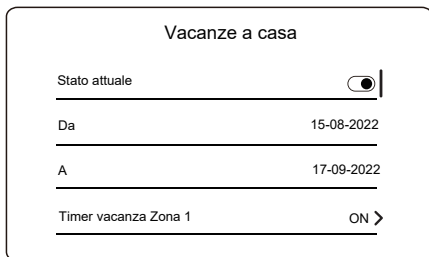 Vacanze a casa
Stato attuale
Da 15-08-2022
A 17-09-2022
Timer vacanza Zona 1 ON